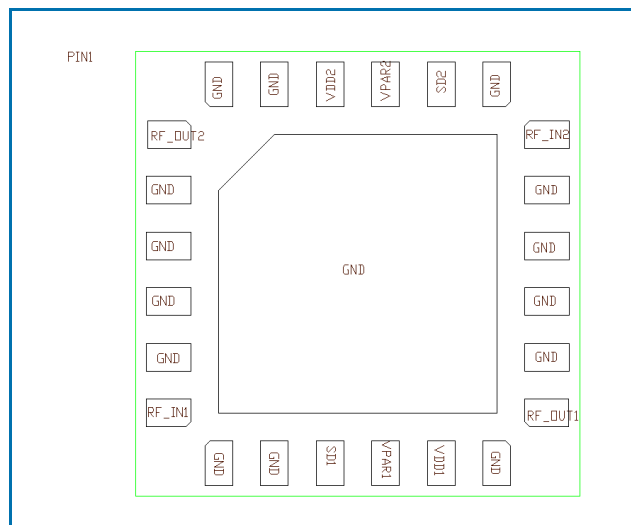 PIN1
GND
GND
VDD2
VPAR2
SD2
GND
RF_OUT2
RF_IN2
GND
GND
GND
GND
GND
GND
GND
GND
GND
RF_IN1
RF_OUT1
GND
GND
SD1
VPAR1
VDD1
GND